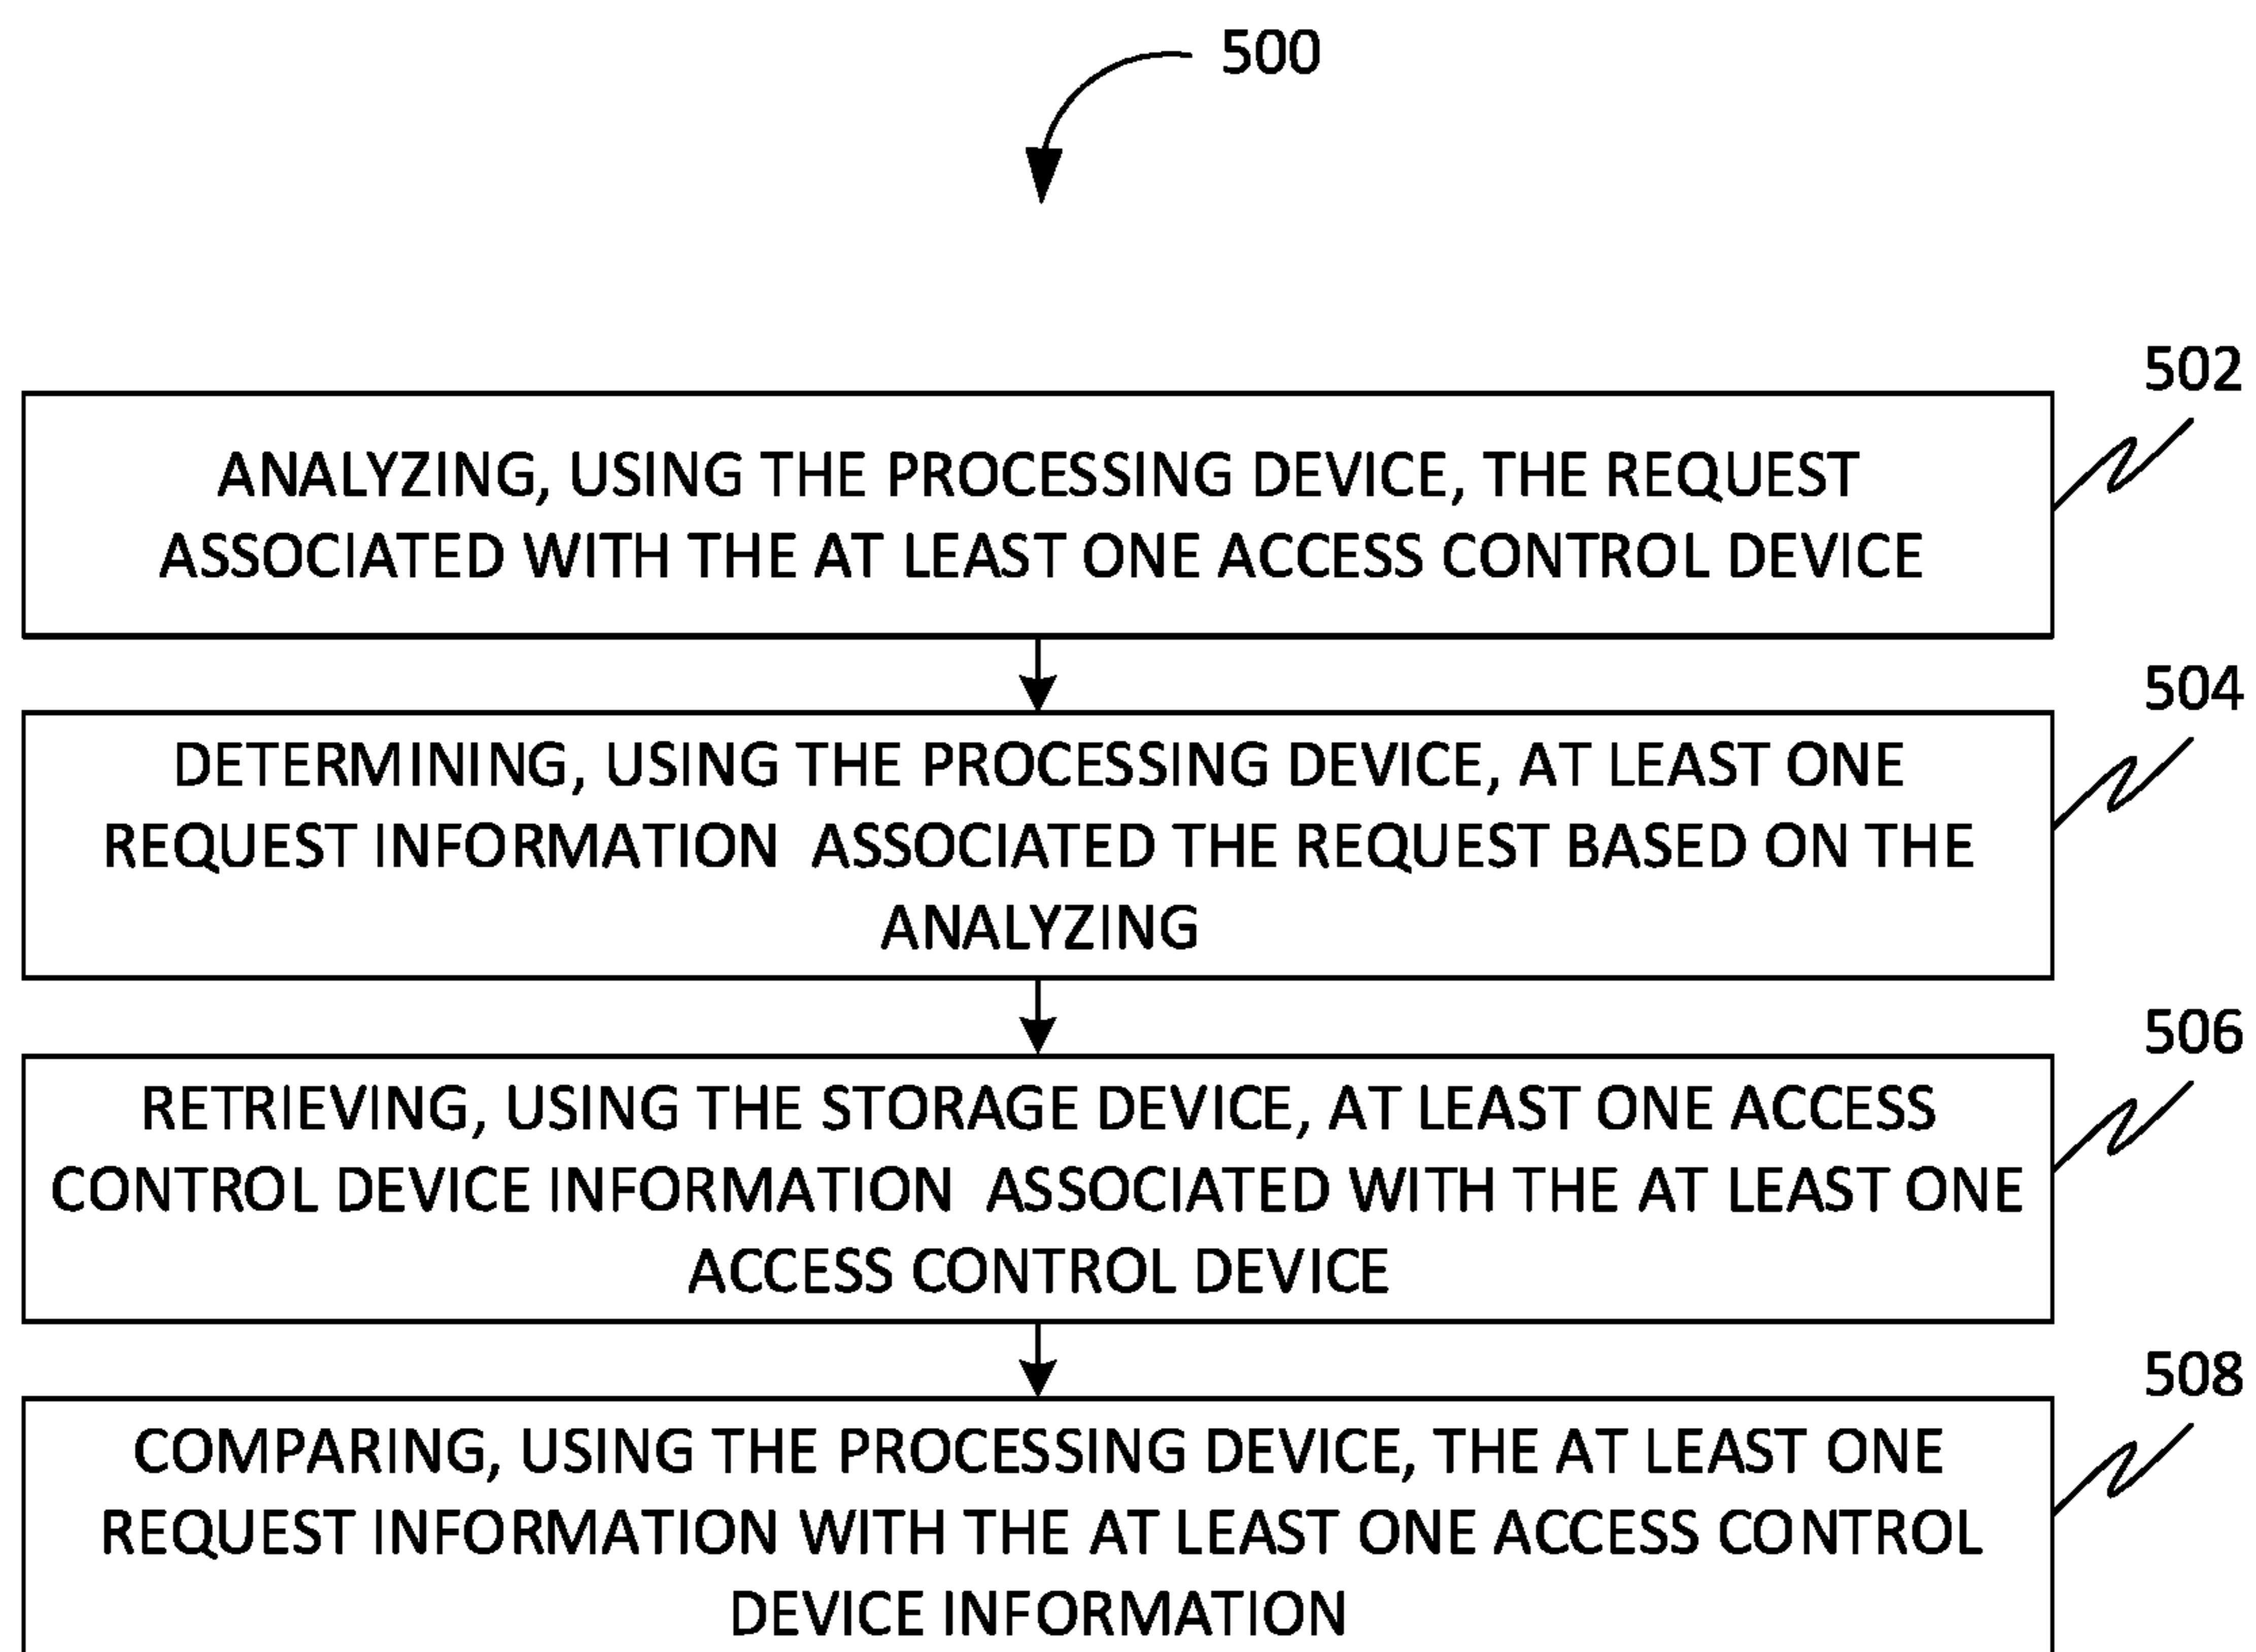 500
502
ANALYZING, USING THE PROCESSING DEVICE, THE REQUEST
ASSOCIATED WITH THE AT LEAST ONE ACCESS CONTROL DEVICE
504
DETERMINING, USING THE PROCESSING DEVICE, AT LEAST ONE
REQUEST INFORMATION ASSOCIATED THE REQUEST BASED ON THE
ANALYZING
506
RETRIEVING, USING THE STORAGE DEVICE, AT LEAST ONE ACCESS
CONTROL DEVICE INFORMATION ASSOCIATED WITH THE AT LEAST ONE
ACCESS CONTROL DEVICE
508
COMPARING, USING THE PROCESSING DEVICE, THE AT LEAST ONE
REQUEST INFORMATION WITH THE AT LEAST ONE ACCESS CONTROL
DEVICE INFORMATION